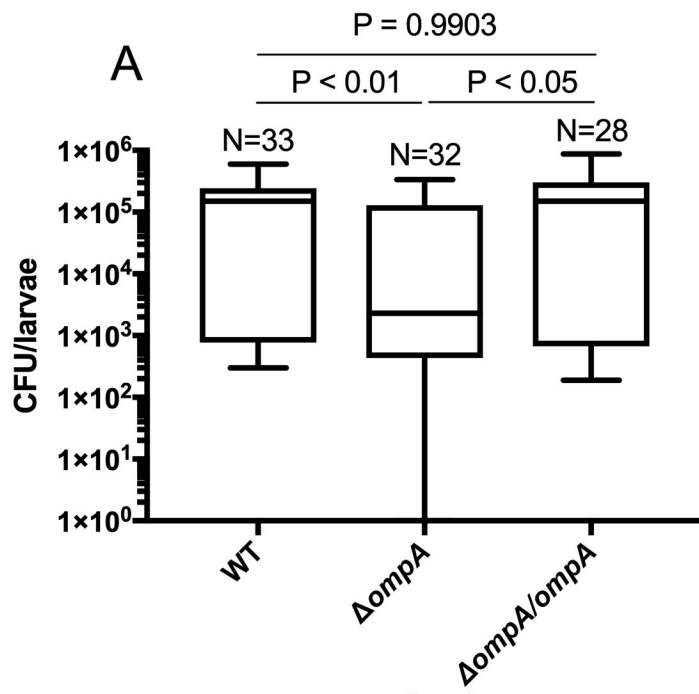 P = 0.9903
A
P < 0.01
P < 0.05
N=33
N=32
N=28
1×10⁶
1×10⁵
1×10⁴
1×10³
1×10²
1×10¹
1×10⁰
CFU/larvae
WT
ΔompA
ΔompA/ompA